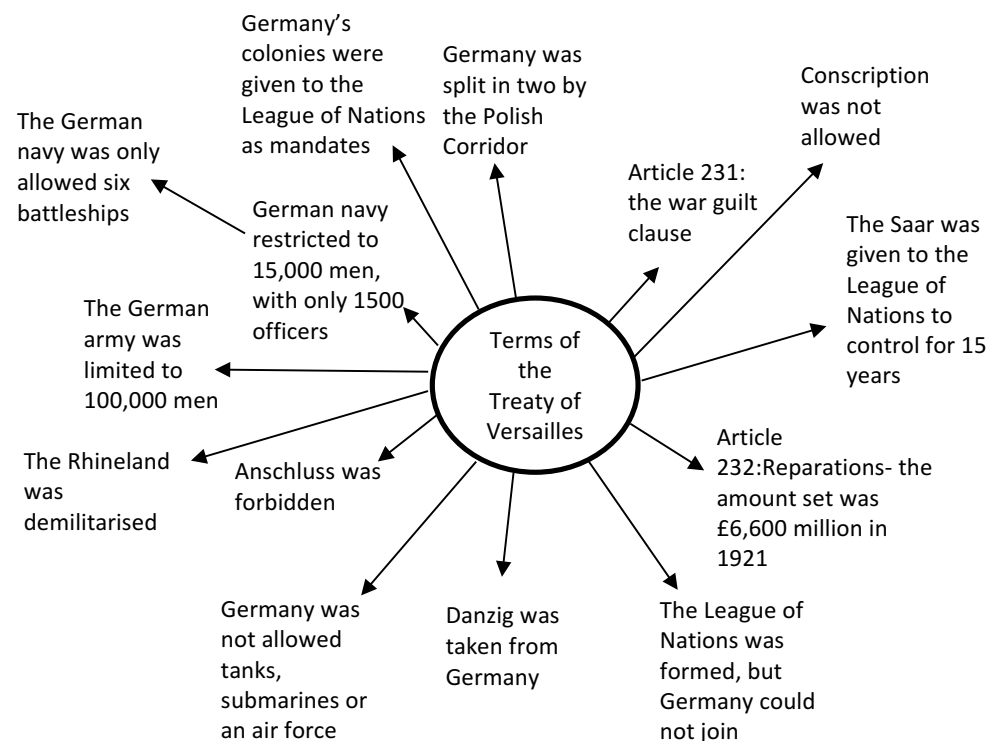 Germany’s
colonies were
given to the
League of Nations
as mandates
Germany was
split in two by
the Polish
Corridor
Conscription
was not
allowed
The German
navy was only
allowed six
battleships
Article 231:
the war guilt
clause
German navy
restricted to
15,000 men,
with only 1500
officers
The Saar was
given to the
League of
Nations to
control for 15
years
The German
army was
limited to
100,000 men
Terms of
the
Treaty of
Versailles
Article
232:Reparations- the
amount set was
£6,600 million in
1921
The Rhineland
was
demilitarised
Anschluss was
forbidden
Germany was
not allowed
tanks,
submarines or
an air force
Danzig was
taken from
Germany
The League of
Nations was
formed, but
Germany could
not join